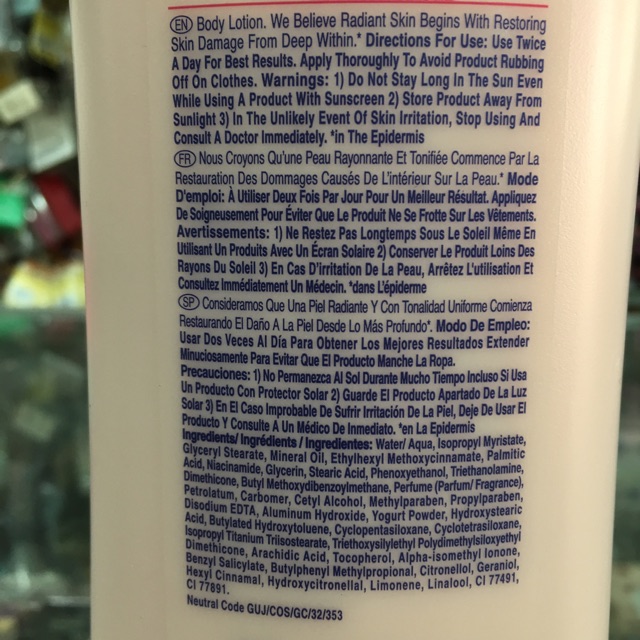 EN Body Lotion. We Believe Radiant Skin Begins With Restoring
Skin Damage From Deep Within.* Directions For Use: Use Twice
A Day For Best Results. Apply Thoroughly To Avoid Product Rubbing
Off On Clothes. Warnings: 1) Do Not Stay Long In The Sun Even
While Using A Product With Sunscreen 2) Store Product Away From
Sunlight 3) In The Unlikely Event Of Skin Irritation, Stop Using And
Consult A Doctor Immediately. *in The Epidermis
FR Nous Croyons Qu'une Peau Rayonnante Et Tonifiée Commence Par La
Restauration Des Dommages Causés De L'intérieur Sur La Peau.* Mode
D'emploi: À Utiliser Deux Fois Par Jour Pour Un Meilleur Résultat. Appliquez
De Soigneusement Pour Éviter Que Le Produit Ne Se Frotte Sur Les Vêtements.
Avertissements: 1) Ne Restez Pas Longtemps Sous Le Soleil Même En
Utilisant Un Produits Avec Un Écran Solaire 2) Conserver Le Produit Loin Des
Rayons Du Soleil 3) En Cas D'irritation De La Peau, Arrêtez L'utilisation Et
Consultez Immédiatement Un Médecin. *dans L'épiderme
SP Consideramos Que Una Piel Radiante Y Con Tonalidad Uniforme Comienza
Restaurando El Daño A La Piel Desde Lo Más Profundo*. Modo De Empleo:
Usar Dos Veces Al Día Para Obtener Los Mejores Resultados Extender
Minuciosamente Para Evitar Que El Producto Manche La Ropa.
Precauciones: 1) No Permanezca Al Sol Durante Mucho Tiempo Incluso Si Usa
Un Producto Con Protector Solar 2) Guarde El Producto Apartado De La Luz
Solar 3) En El Caso Improbable De Sufrir Irritación De La Piel, Deje De Usar El
Producto Y Consulte A Un Médico De Inmediato. *en La Epidermis
Ingredients/ Ingrédients / Ingredientes: Water/ Aqua, Isopropyl Myristate,
Glyceryl Stearate, Mineral Oil, Ethylhexyl Methoxycinnamate, Palmitic
Acid, Niacinamide, Glycerin, Stearic Acid, Phenoxyethanol, Triethanolamine,
Dimethicone, Butyl Methoxydibenzoylmethane, Perfume (Parfum/ Fragrance),
Petrolatum, Carbomer, Cetyl Alcohol, Methylparaben, Propylparaben,
Disodium EDTA, Aluminum Hydroxide, Yogurt Powder, Hydroxystearic
Acid, Butylated Hydroxytoluene, Cyclopentasiloxane, Cyclotetrasiloxane,
Isopropyl Titanium Triisostearate, Triethoxysilylethyl Polydimethylsiloxyethyl
Dimethicone, Arachidic Acid, Tocopherol, Alpha-isomethyl Ionone,
Benzyl Salicylate, Butylphenyl Methylpropional, Citronellol, Geraniol,
Hexyl Cinnamal, Hydroxycitronellal, Limonene, Linalool, CI 77491,
CI 77891.
Neutral Code GUJ/COS/GC/32/353